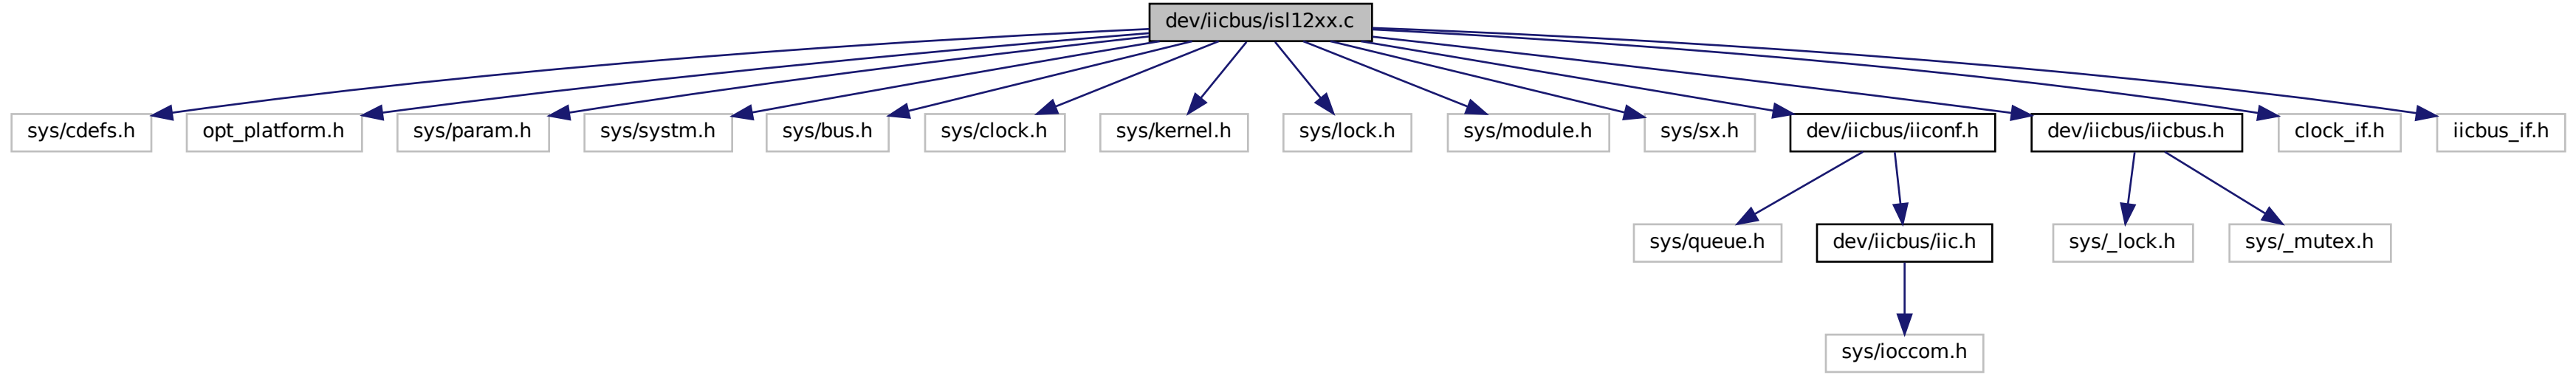 dev/iicbus/isl12xx.c
sys/cdefs.h
opt_platform.h
sys/param.h
sys/systm.h
sys/bus.h
sys/clock.h
sys/kernel.h
sys/lock.h
sys/module.h
sys/sx.h
dev/iicbus/iiconf.h
dev/iicbus/iicbus.h
clock_if.h
iicbus_if.h
sys/queue.h
dev/iicbus/iic.h
sys/_lock.h
sys/_mutex.h
sys/ioccom.h